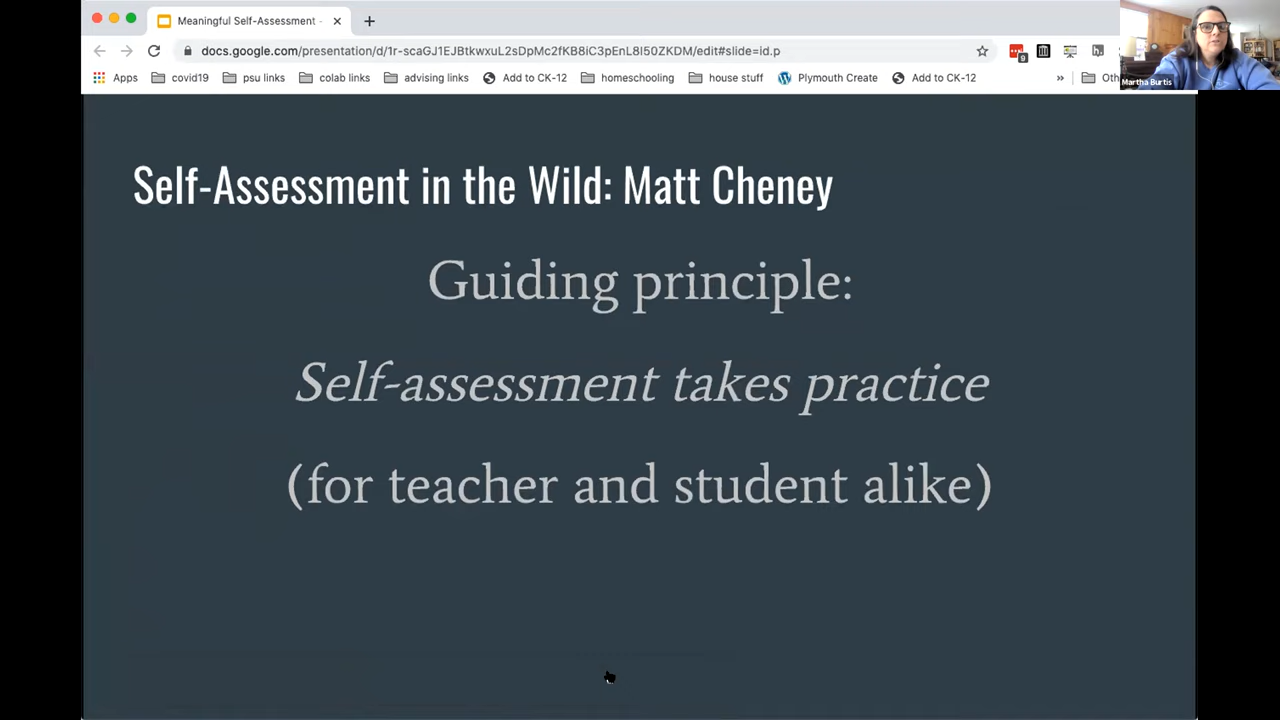 Meaningful Self-Assessment -
docs.google.com/presentation/d/1r-scaGJ1EJBtkwxuL2sDpMc2fKB8iC3pEnL8I50ZKDM/edit#slide=id.p
9
Apps covid19 psu links colab links advising links Add to CK-12 homeschooling house stuff Plymouth Create Add to CK-12 » Oth
Martha Burtis
Self-Assessment in the Wild: Matt Cheney
Guiding principle:
Self-assessment takes practice
(for teacher and student alike)